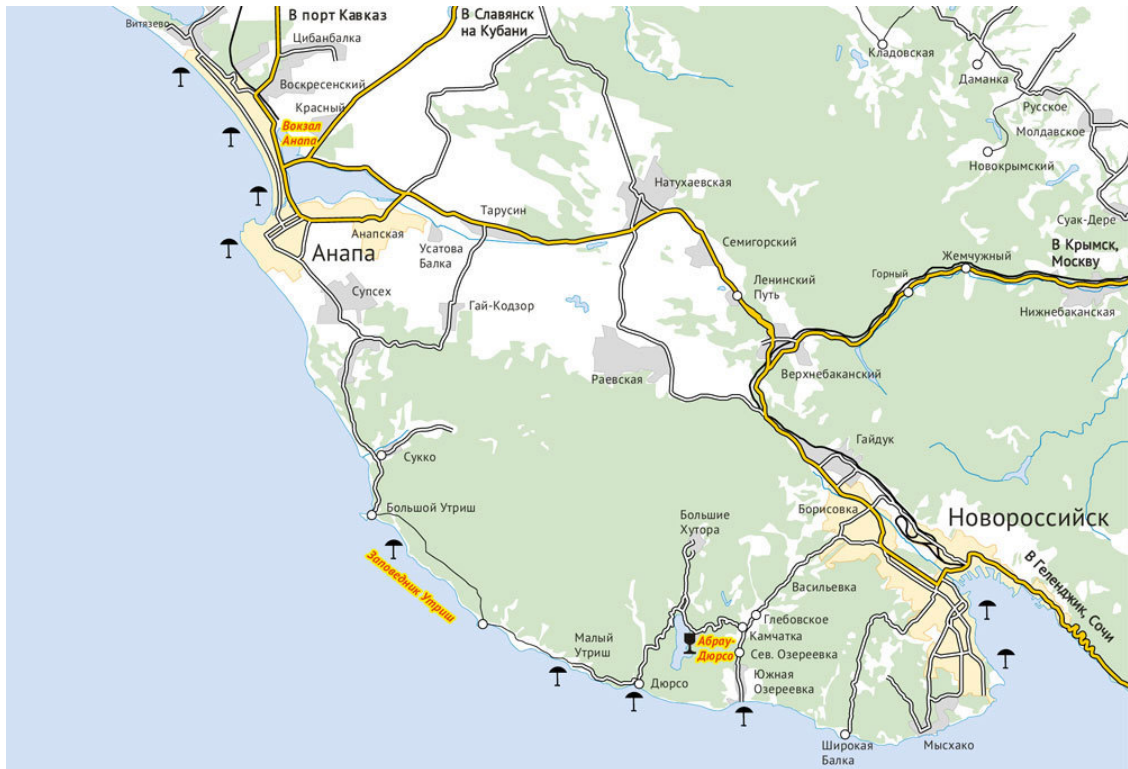 Витязево
В порт Кавказ
Цибанбалка
В Славянск
на Кубани
Кладовская
Даманка
Воскресенский
Красный
Вокзал
Анапа
Русское
Молдавское
Новокрымский
Натухаевская
Тарусин
Суак-Дере
Анапская
Усатова
Балка
Анапа
Семигорский
В Крымск,
Москву
Жемчужный
Горный
Ленинский
Путь
Супсех
Гай-Кодзор
Нижнебаканская
Раевская
Верхнебаканский
Гайдук
Сукко
Большой Утриш
Большие
Хутора
Борисовка
Новороссийск
Заповедник Утриш
В Геленджик, Сочи
Васильевка
Глебовское
Камчатка
Абрау-
Дюрсо
Сев. Озереевка
Малый
Утриш
Дюрсо
Южная
Озереевка
Широкая
Балка
Мысхако